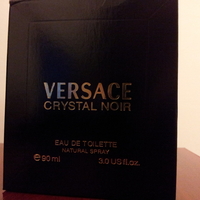 VERSACE
CRYSTAL NOIR
EAU DE TOILETTE
NATURAL SPRAY
℮ 90 ml 3.0 US fl.oz.